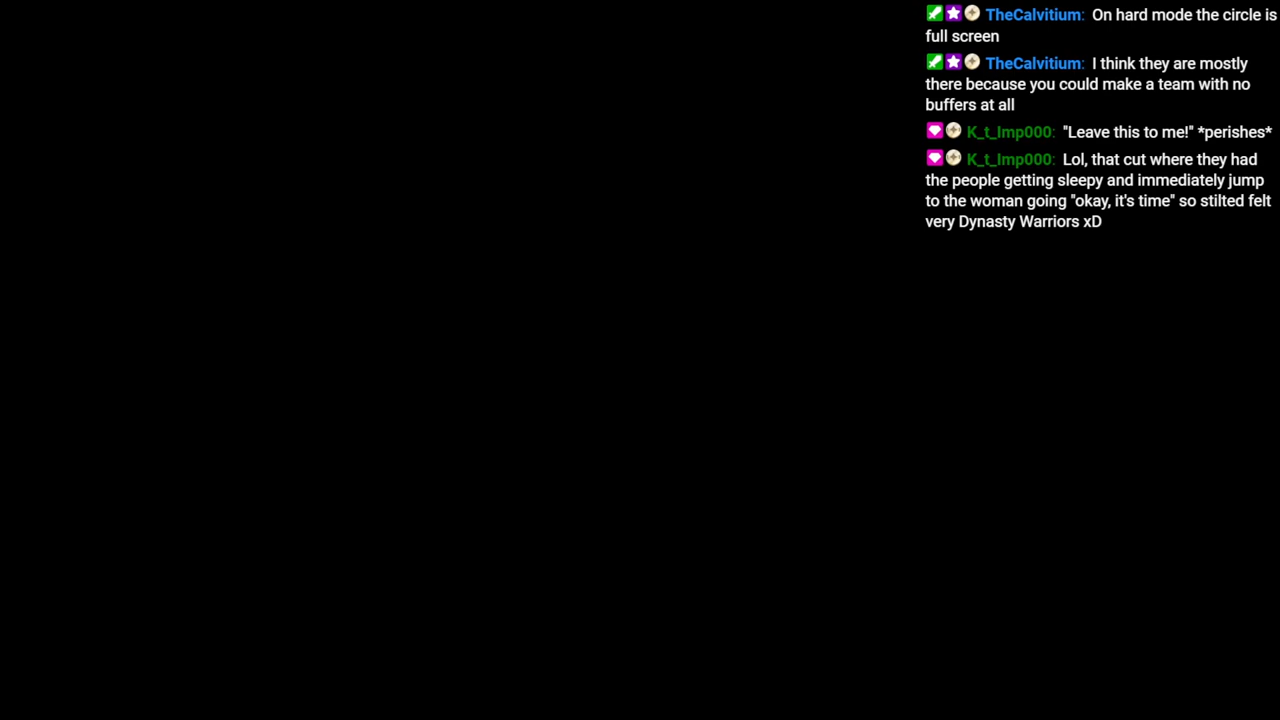 TheCalvitium: On hard mode the circle is
full screen
TheCalvitium: I think they are mostly
there because you could make a team with no
buffers at all
K_t_Imp000: "Leave this to me!" *perishes*
K_t_Imp000: Lol, that cut where they had
the people getting sleepy and immediately jump
to the woman going "okay, it's time" so stilted felt
very Dynasty Warriors xD